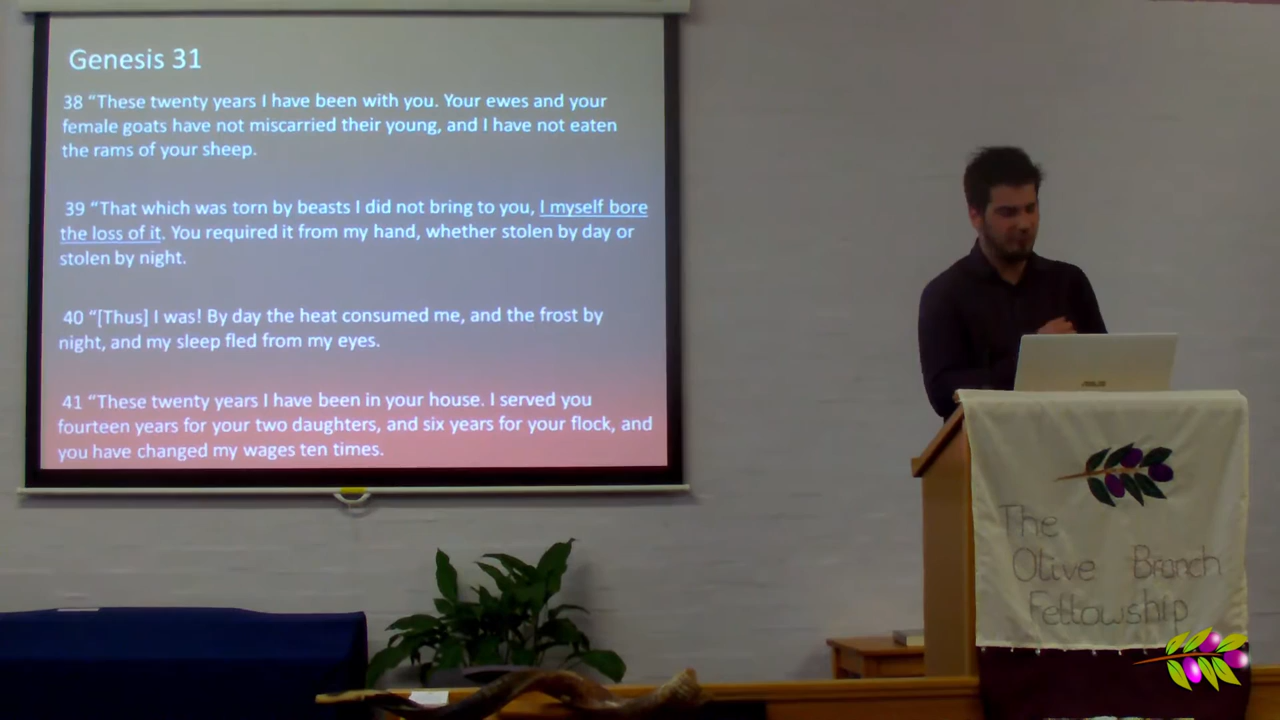 Genesis 31
38 “These twenty years I have been with you. Your ewes and your
female goats have not miscarried their young, and I have not eaten
the rams of your sheep.
39 “That which was torn by beasts I did not bring to you, I myself bore
the loss of it. You required it from my hand, whether stolen by day or
stolen by night.
40 “[Thus] I was! By day the heat consumed me, and the frost by
night, and my sleep fled from my eyes.
41 “These twenty years I have been in your house. I served you
fourteen years for your two daughters, and six years for your flock, and
you have changed my wages ten times.
ASUS
The
Olive Branch
Fellowship